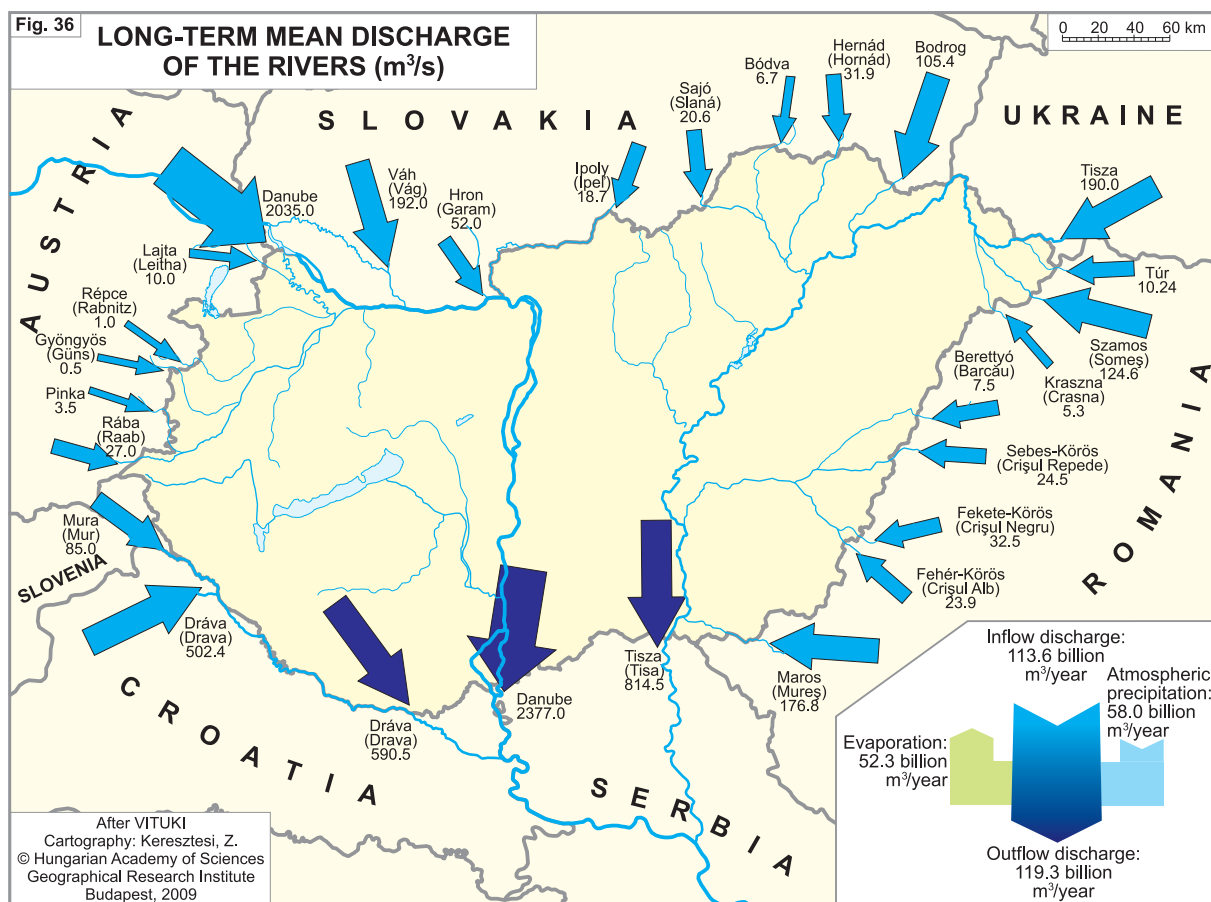 Fig. 36
LONG-TERM MEAN DISCHARGE
OF THE RIVERS (m³/s)
0 20 40 60 km
AUSTRIA
SLOVAKIA
UKRAINE
ROMANIA
SERBIA
CROATIA
SLOVENIA
Danube
2035.0
Váh
(Vág)
192.0
Hron
(Garam)
52.0
Ipoly
(Ipel')
18.7
Sajó
(Slaná)
20.6
Bódva
6.7
Hernád
(Hornád)
31.9
Bodrog
105.4
Tisza
190.0
Túr
10.24
Szamos
(Someş)
124.6
Kraszna
(Crasna)
5.3
Berettyó
(Barcău)
7.5
Sebes-Körös
(Crişul Repede)
24.5
Fekete-Körös
(Crişul Negru)
32.5
Fehér-Körös
(Crişul Alb)
23.9
Maros
(Mureş)
176.8
Tisza
(Tisa)
814.5
Danube
2377.0
Dráva
(Drava)
590.5
Dráva
(Drava)
502.4
Mura
(Mur)
85.0
Rába
(Raab)
27.0
Pinka
3.5
Gyöngyös
(Güns)
0.5
Répce
(Rabnitz)
1.0
Lajta
(Leitha)
10.0
Inflow discharge:
113.6 billion
m³/year
Atmospheric
precipitation:
58.0 billion
m³/year
Evaporation:
52.3 billion
m³/year
Outflow discharge:
119.3 billion
m³/year
After VITUKI
Cartography: Keresztesi, Z.
© Hungarian Academy of Sciences
Geographical Research Institute
Budapest, 2009